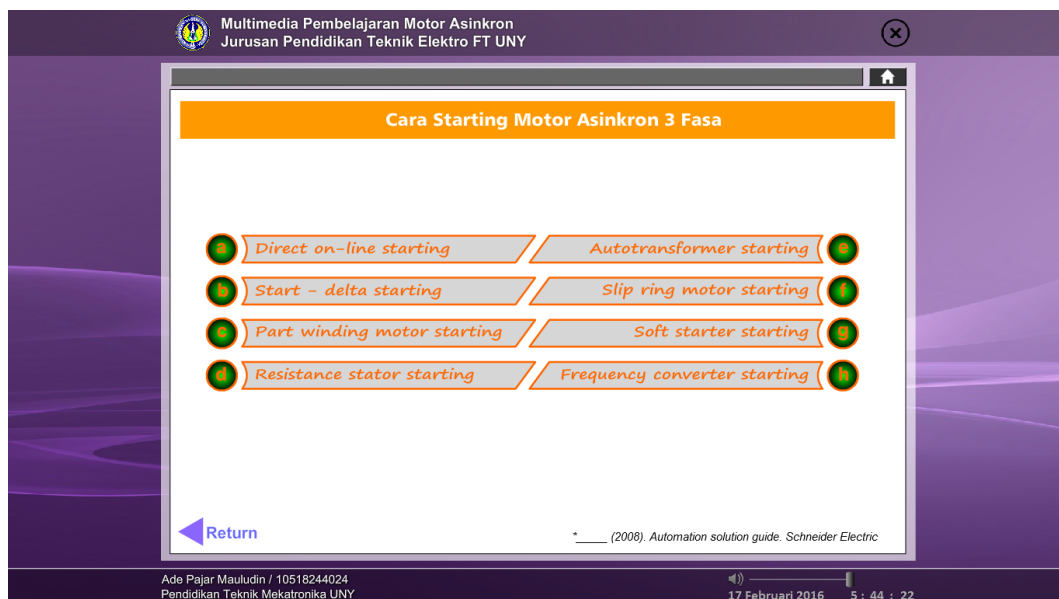 Multimedia Pembelajaran Motor Asinkron
Jurusan Pendidikan Teknik Elektro FT UNY
Cara Starting Motor Asinkron 3 Fasa
a Direct on-line starting
Autotransformer starting e
b Start - delta starting
Slip ring motor starting f
c Part winding motor starting
Soft starter starting g
d Resistance stator starting
Frequency converter starting h
Return
*_____ (2008). Automation solution guide. Schneider Electric
Ade Pajar Mauludin / 10518244024
Pendidikan Teknik Mekatronika UNY
17 Februari 2016 5 : 44 : 22